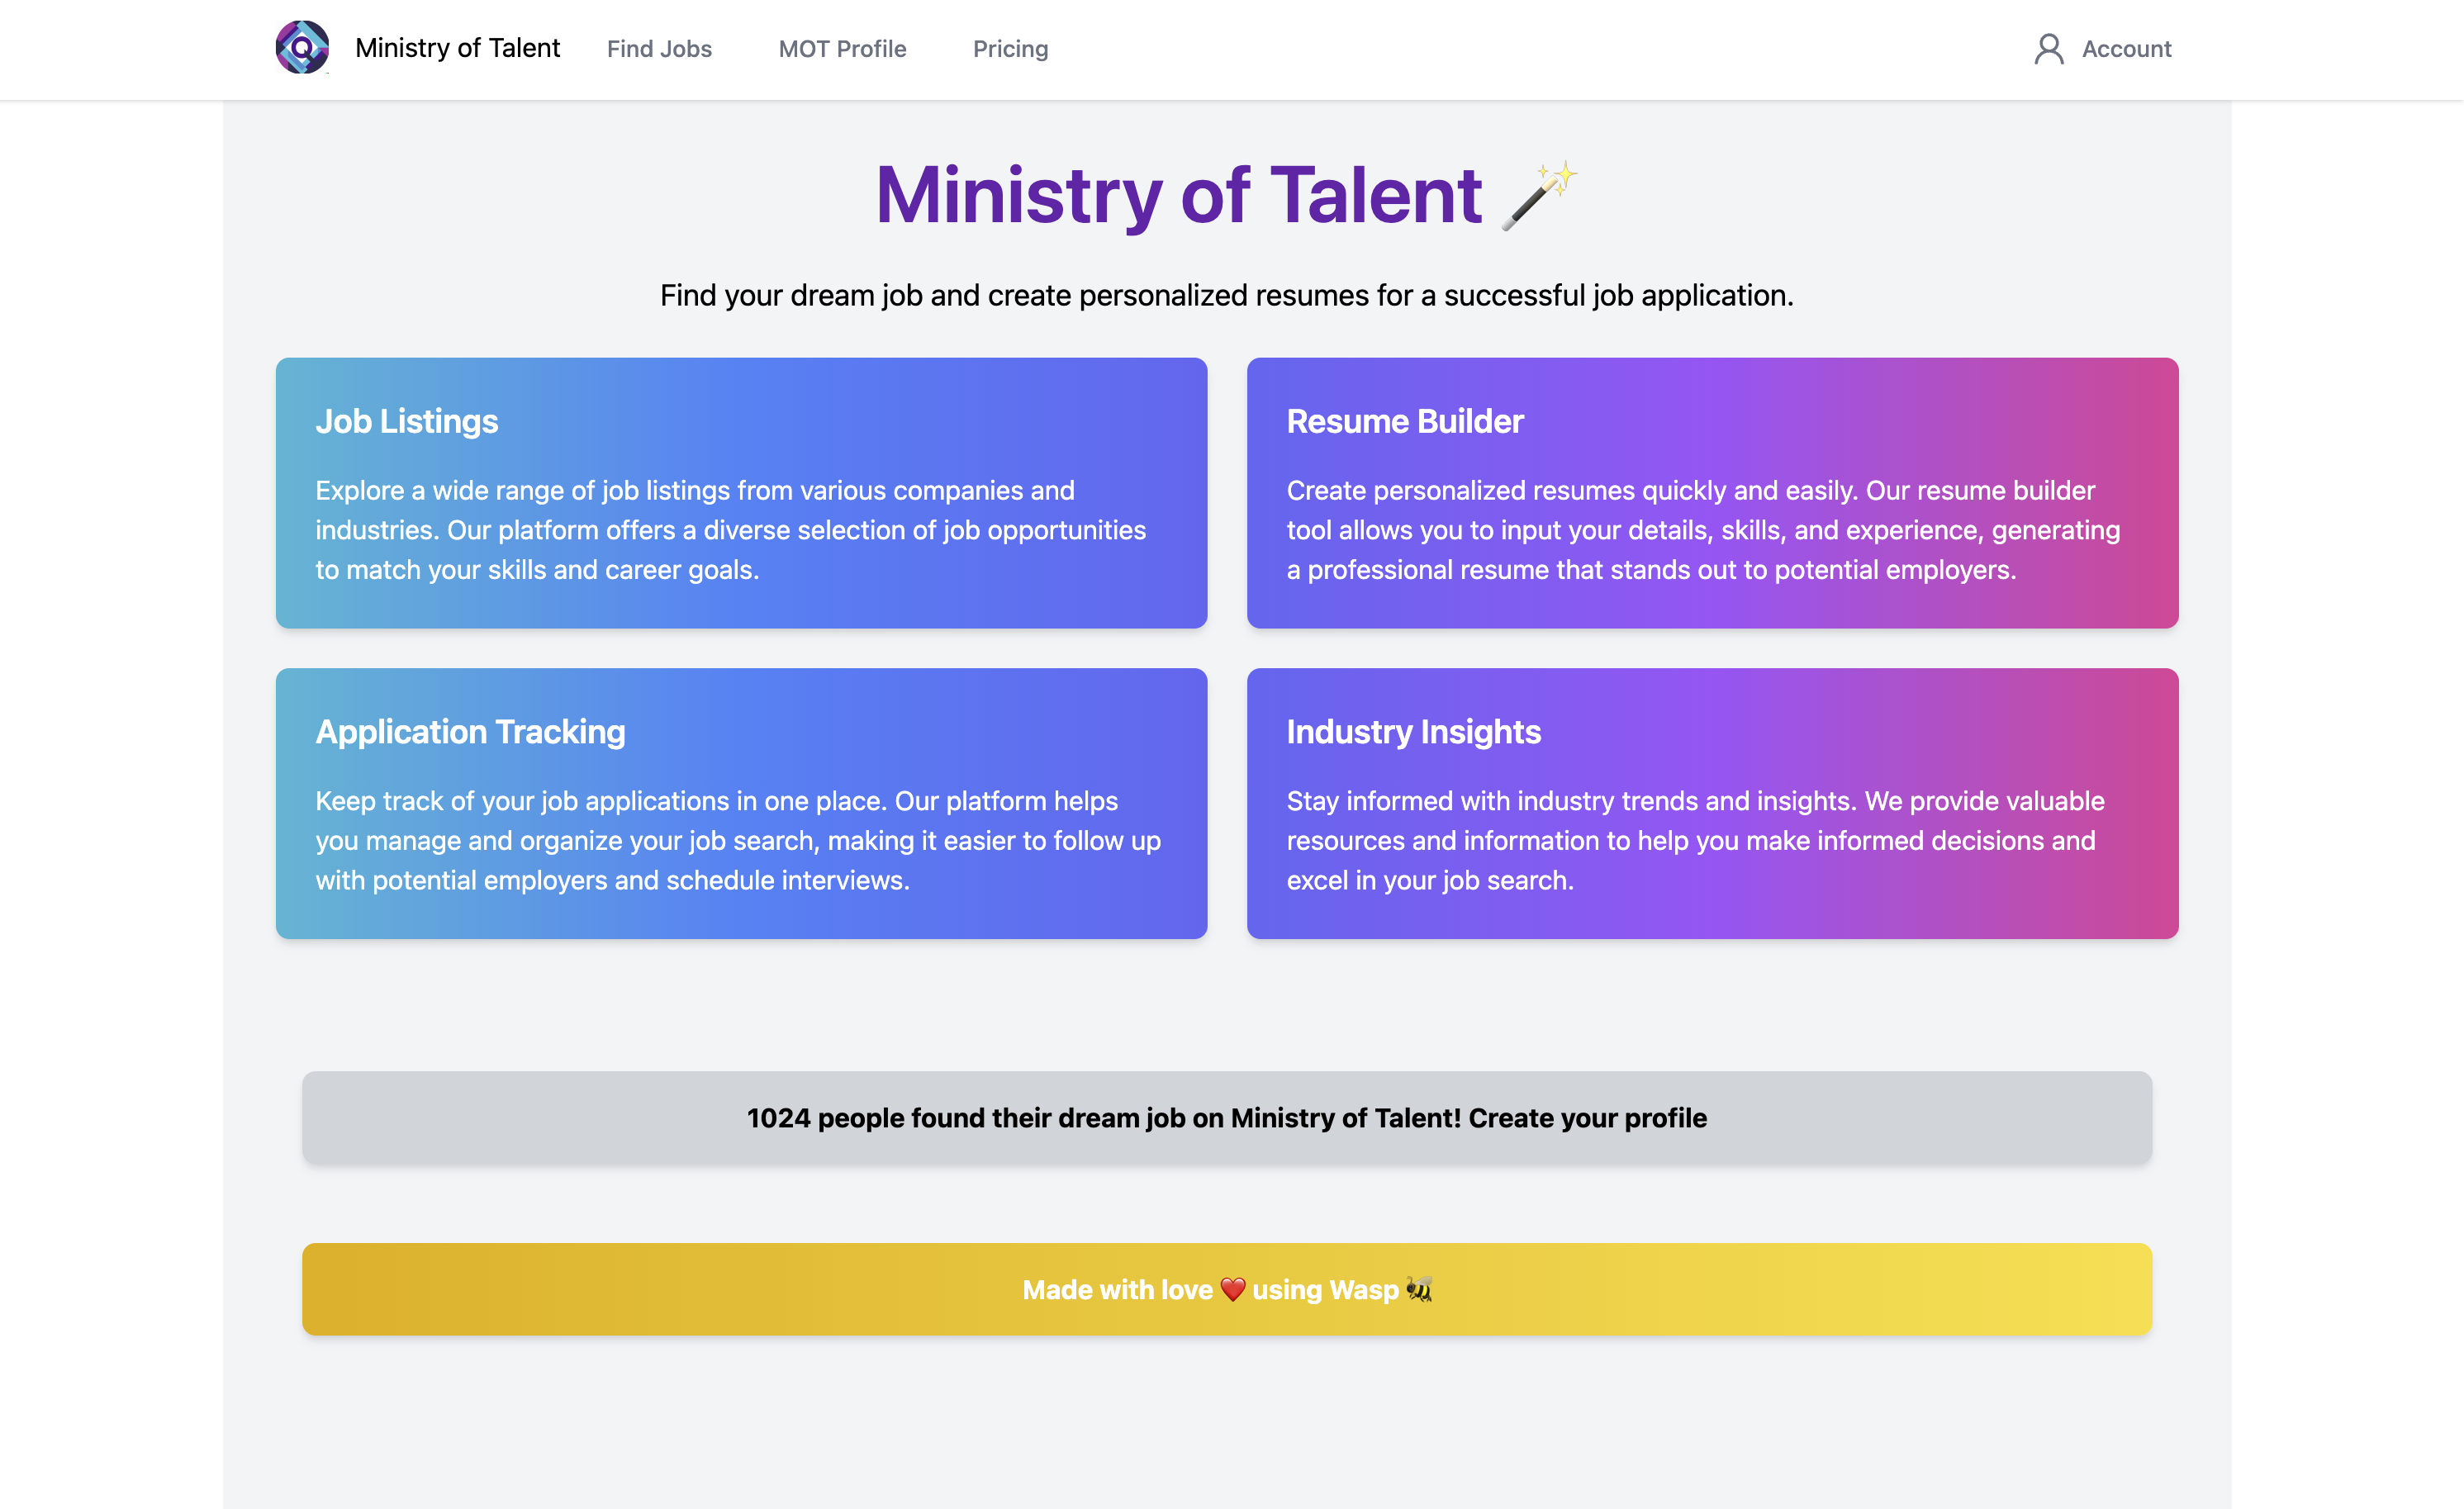 Ministry of Talent
Find Jobs
MOT Profile
Pricing
Account
Ministry of Talent 🪄
Find your dream job and create personalized resumes for a successful job application.
Job Listings
Explore a wide range of job listings from various companies and
industries. Our platform offers a diverse selection of job opportunities
to match your skills and career goals.
Resume Builder
Create personalized resumes quickly and easily. Our resume builder
tool allows you to input your details, skills, and experience, generating
a professional resume that stands out to potential employers.
Application Tracking
Keep track of your job applications in one place. Our platform helps
you manage and organize your job search, making it easier to follow up
with potential employers and schedule interviews.
Industry Insights
Stay informed with industry trends and insights. We provide valuable
resources and information to help you make informed decisions and
excel in your job search.
1024 people found their dream job on Ministry of Talent! Create your profile
Made with love ❤️ using Wasp 🐝